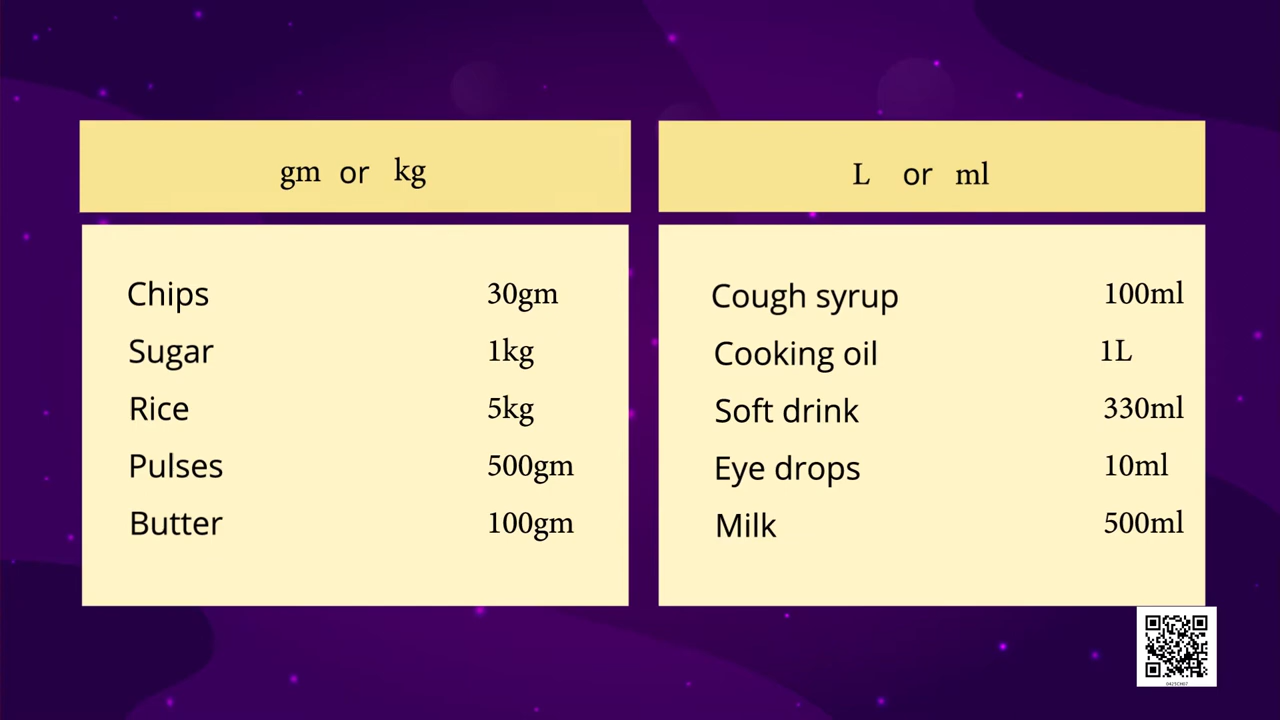 gm or kg
Chips 30gm
Sugar 1kg
Rice 5kg
Pulses 500gm
Butter 100gm
L or ml
Cough syrup 100ml
Cooking oil 1L
Soft drink 330ml
Eye drops 10ml
Milk 500ml